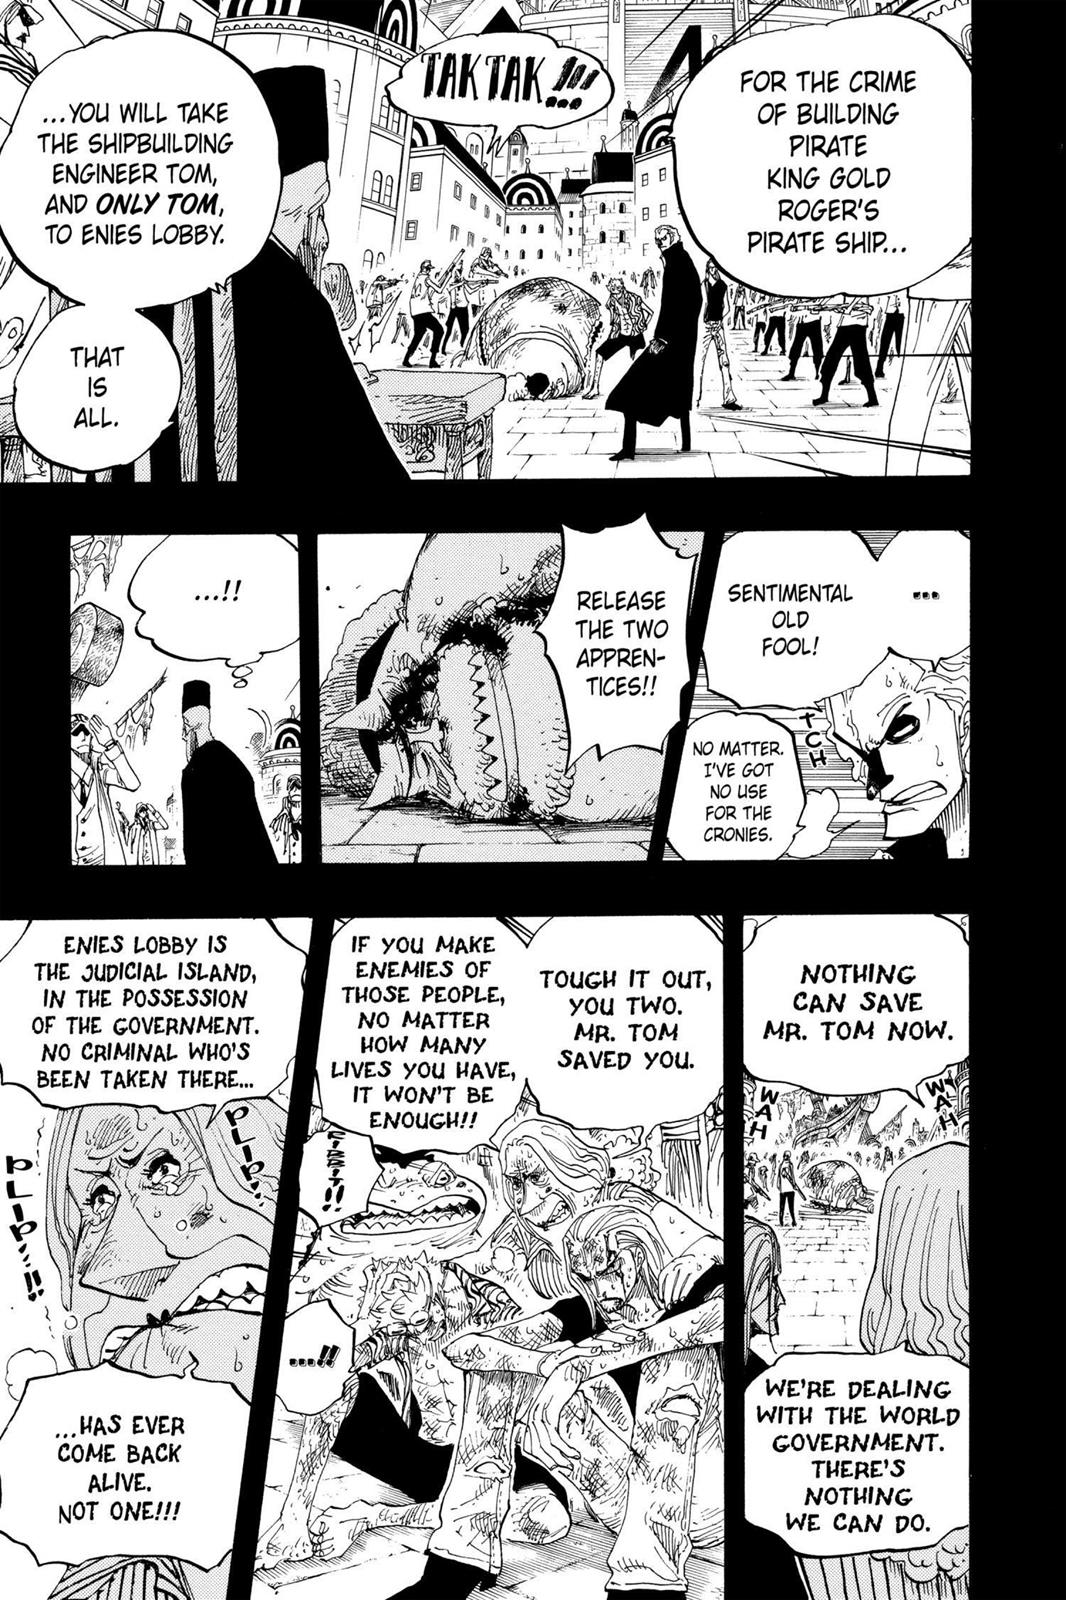 FOR THE CRIME
OF BUILDING
PIRATE
KING GOLD
ROGER'S
PIRATE SHIP...
TAK TAK!!!
...YOU WILL TAKE
THE SHIPBUILDING
ENGINEER TOM,
AND ONLY TOM,
TO ENIES LOBBY.
THAT
IS
ALL.
...
SENTIMENTAL
OLD
FOOL!
TCH
NO MATTER.
I'VE GOT
NO USE
FOR THE
CRONIES.
RELEASE
THE TWO
APPREN-
TICES!!
...!!
NOTHING
CAN SAVE
MR. TOM NOW.
WAH
WAH
WE'RE DEALING
WITH THE WORLD
GOVERNMENT.
THERE'S
NOTHING
WE CAN DO.
TOUGH IT OUT,
YOU TWO.
MR. TOM
SAVED YOU.
IF YOU MAKE
ENEMIES OF
THOSE PEOPLE,
NO MATTER
HOW MANY
LIVES YOU HAVE,
IT WON'T BE
ENOUGH!!
RIBBIT!!
...!!
ENIES LOBBY IS
THE JUDICIAL ISLAND,
IN THE POSSESSION
OF THE GOVERNMENT.
NO CRIMINAL WHO'S
BEEN TAKEN THERE...
PLIP!!
PLIP!!
...HAS EVER
COME BACK
ALIVE.
NOT ONE!!!